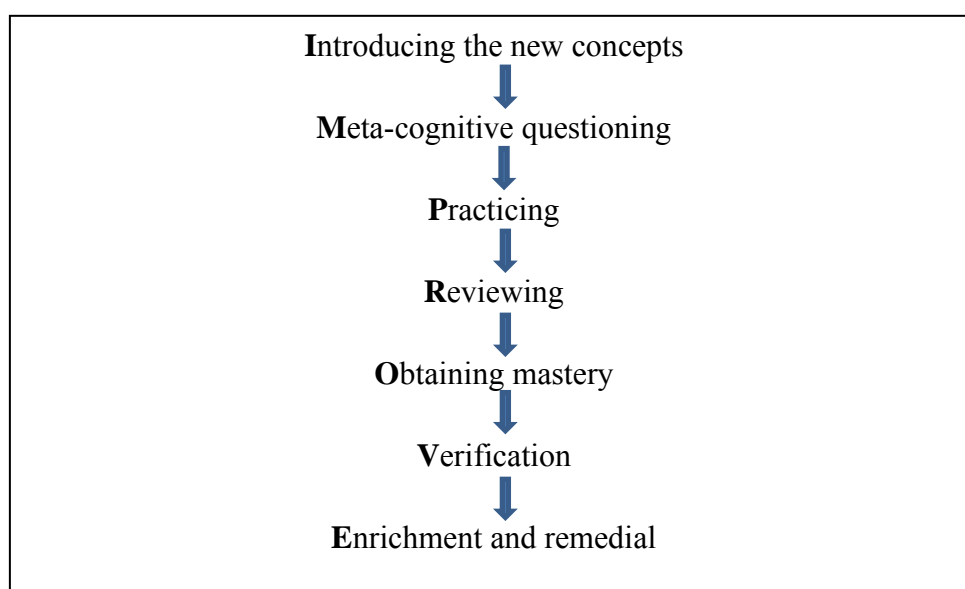 Introducing the new concepts
Meta-cognitive questioning
Practicing
Reviewing
Obtaining mastery
Verification
Enrichment and remedial